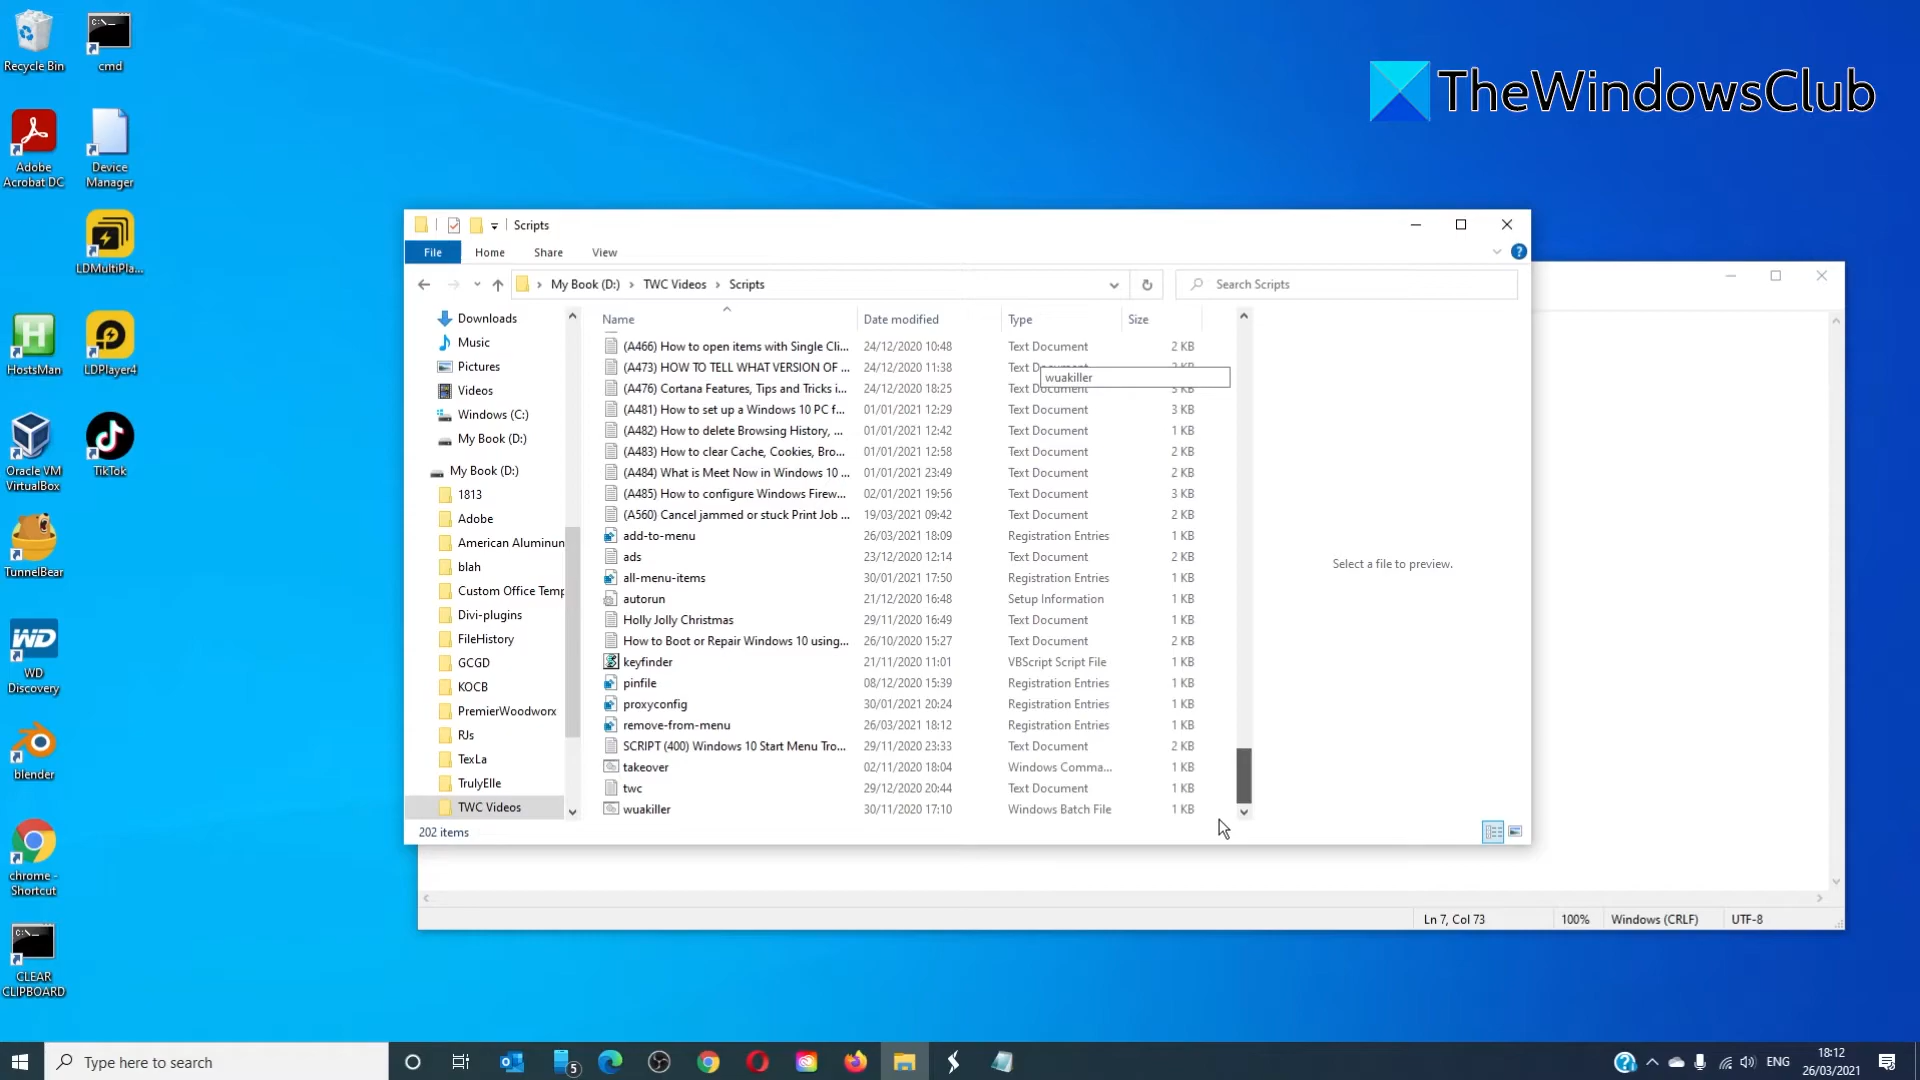 Recycle Bin
cmd
Adobe
Acrobat DC
Device
Manager
LDMultiPla...
HostsMan
LDPlayer4
Oracle VM
VirtualBox
TikTok
TunnelBear
WD
Discovery
blender
chrome -
Shortcut
CLEAR
CLIPBOARD
TheWindowsClub
Scripts
File Home Share View
My Book (D:) TWC Videos Scripts
Search Scripts
Downloads
Music
Pictures
Videos
Windows (C:)
My Book (D:)
My Book (D:)
1813
Adobe
American Aluminun
blah
Custom Office Temp
Divi-plugins
FileHistory
GCGD
KOCB
PremierWoodworx
RJs
TexLa
TrulyElle
TWC Videos
Name Date modified Type Size
(A466) How to open items with Single Cli... 24/12/2020 10:48 Text Document 2 KB
(A473) HOW TO TELL WHAT VERSION OF ... 24/12/2020 11:38 Text
wuakiller
(A476) Cortana Features, Tips and Tricks i... 24/12/2020 18:25 Text Document 3 KB
(A481) How to set up a Windows 10 PC f... 01/01/2021 12:29 Text Document 3 KB
(A482) How to delete Browsing History, ... 01/01/2021 12:42 Text Document 1 KB
(A483) How to clear Cache, Cookies, Bro... 01/01/2021 12:58 Text Document 2 KB
(A484) What is Meet Now in Windows 10 ... 01/01/2021 23:49 Text Document 2 KB
(A485) How to configure Windows Firew... 02/01/2021 19:56 Text Document 3 KB
(A560) Cancel jammed or stuck Print Job ... 19/03/2021 09:42 Text Document 2 KB
add-to-menu 26/03/2021 18:09 Registration Entries 1 KB
ads 23/12/2020 12:14 Text Document 2 KB
all-menu-items 30/01/2021 17:50 Registration Entries 1 KB
autorun 21/12/2020 16:48 Setup Information 1 KB
Holly Jolly Christmas 29/11/2020 16:49 Text Document 1 KB
How to Boot or Repair Windows 10 using... 26/10/2020 15:27 Text Document 2 KB
keyfinder 21/11/2020 11:01 VBScript Script File 1 KB
pinfile 08/12/2020 15:39 Registration Entries 1 KB
proxyconfig 30/01/2021 20:24 Registration Entries 1 KB
remove-from-menu 26/03/2021 18:12 Registration Entries 1 KB
SCRIPT (400) Windows 10 Start Menu Tro... 29/11/2020 23:33 Text Document 2 KB
takeover 02/11/2020 18:04 Windows Comma... 1 KB
twc 29/12/2020 20:44 Text Document 1 KB
wuakiller 30/11/2020 17:10 Windows Batch File 1 KB
Select a file to preview.
202 items
Ln 7, Col 73 100% Windows (CRLF) UTF-8
Type here to search
5
ENG
18:12
26/03/2021